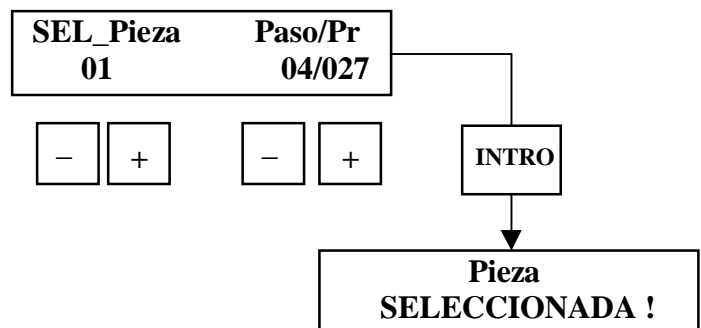 SEL_Pieza Paso/Pr
01 04/027
– + – + INTRO
Pieza
SELECCIONADA !